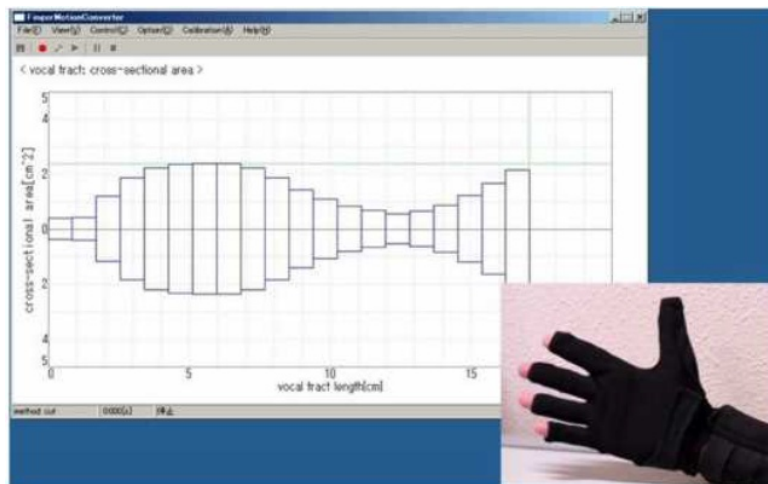 FingerMotionConverter
File(F) View(V) Control(C) Option(O) Calibration(A) Help(H)
< vocal tract: cross-sectional area >
cross-sectional area[cm^2]
5
4
2
0
2
4
5
0 5 10 15
vocal tract length[cm]
method out 0000[s] 停止